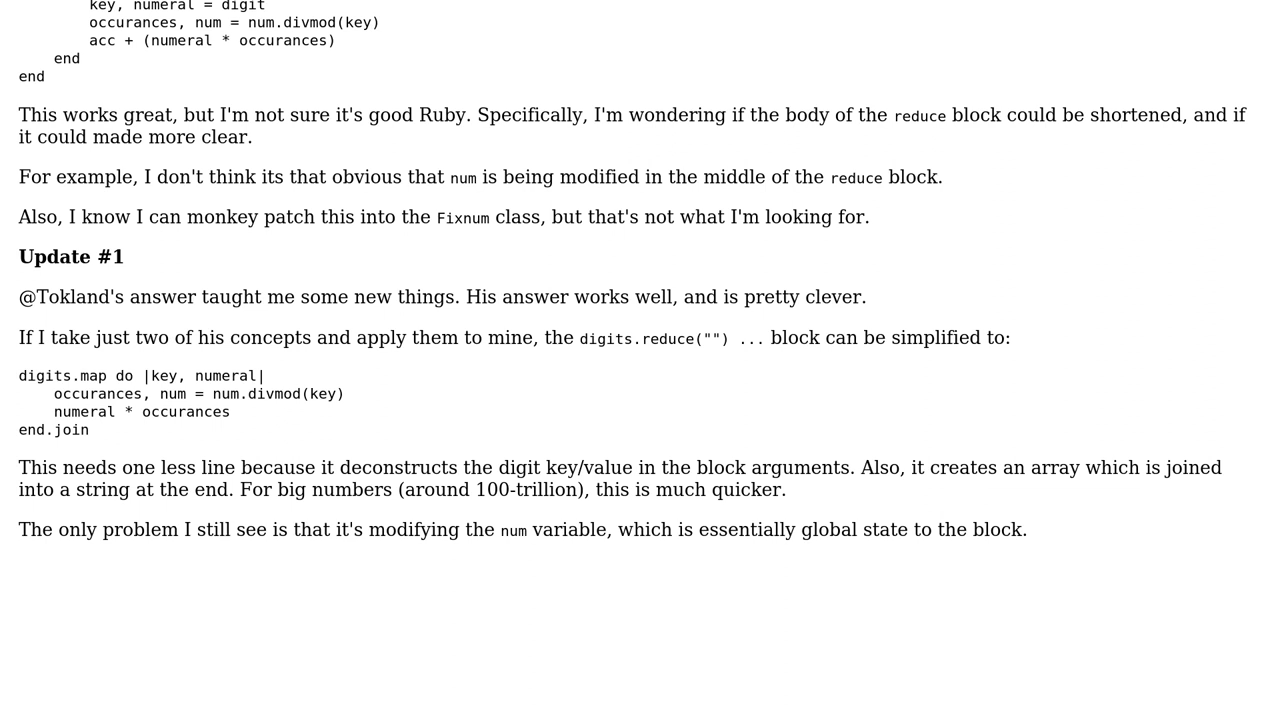 key, numeral = digit
occurances, num = num.divmod(key)
acc + (numeral * occurances)
end
end
This works great, but I'm not sure it's good Ruby. Specifically, I'm wondering if the body of the reduce block could be shortened, and if
it could made more clear.
For example, I don't think its that obvious that num is being modified in the middle of the reduce block.
Also, I know I can monkey patch this into the Fixnum class, but that's not what I'm looking for.
Update #1
@Tokland's answer taught me some new things. His answer works well, and is pretty clever.
If I take just two of his concepts and apply them to mine, the digits.reduce("") ... block can be simplified to:
digits.map do |key, numeral|
occurances, num = num.divmod(key)
numeral * occurances
end.join
This needs one less line because it deconstructs the digit key/value in the block arguments. Also, it creates an array which is joined
into a string at the end. For big numbers (around 100-trillion), this is much quicker.
The only problem I still see is that it's modifying the num variable, which is essentially global state to the block.